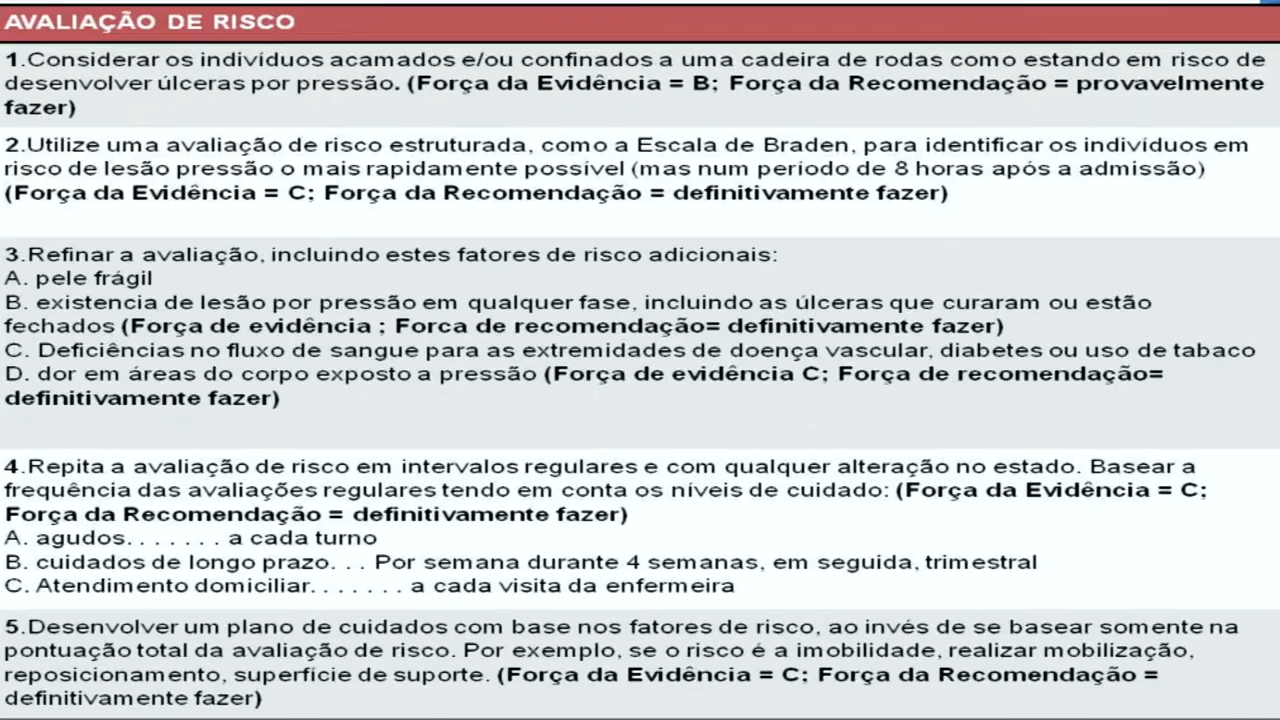 AVALIAÇÃO DE RISCO
1.Considerar os indivíduos acamados e/ou confinados a uma cadeira de rodas como estando em risco de
desenvolver úlceras por pressão. (Força da Evidência = B; Força da Recomendação = provavelmente
fazer)
2.Utilize uma avaliação de risco estruturada, como a Escala de Braden, para identificar os indivíduos em
risco de lesão pressão o mais rapidamente possível (mas num período de 8 horas após a admissão)
(Força da Evidência = C; Força da Recomendação = definitivamente fazer)
3.Refinar a avaliação, incluindo estes fatores de risco adicionais:
A. pele frágil
B. existencia de lesão por pressão em qualquer fase, incluindo as úlceras que curaram ou estão
fechados (Força de evidência ; Forca de recomendação= definitivamente fazer)
C. Deficiências no fluxo de sangue para as extremidades de doença vascular, diabetes ou uso de tabaco
D. dor em áreas do corpo exposto a pressão (Força de evidência C; Força de recomendação=
definitivamente fazer)
4.Repita a avaliação de risco em intervalos regulares e com qualquer alteração no estado. Basear a
frequência das avaliações regulares tendo em conta os níveis de cuidado: (Força da Evidência = C;
Força da Recomendação = definitivamente fazer)
A. agudos. . . . . . . a cada turno
B. cuidados de longo prazo. . . Por semana durante 4 semanas, em seguida, trimestral
C. Atendimento domiciliar. . . . . . . a cada visita da enfermeira
5.Desenvolver um plano de cuidados com base nos fatores de risco, ao invés de se basear somente na
pontuação total da avaliação de risco. Por exemplo, se o risco é a imobilidade, realizar mobilização,
reposicionamento, superfície de suporte. (Força da Evidência = C; Força da Recomendação =
definitivamente fazer)